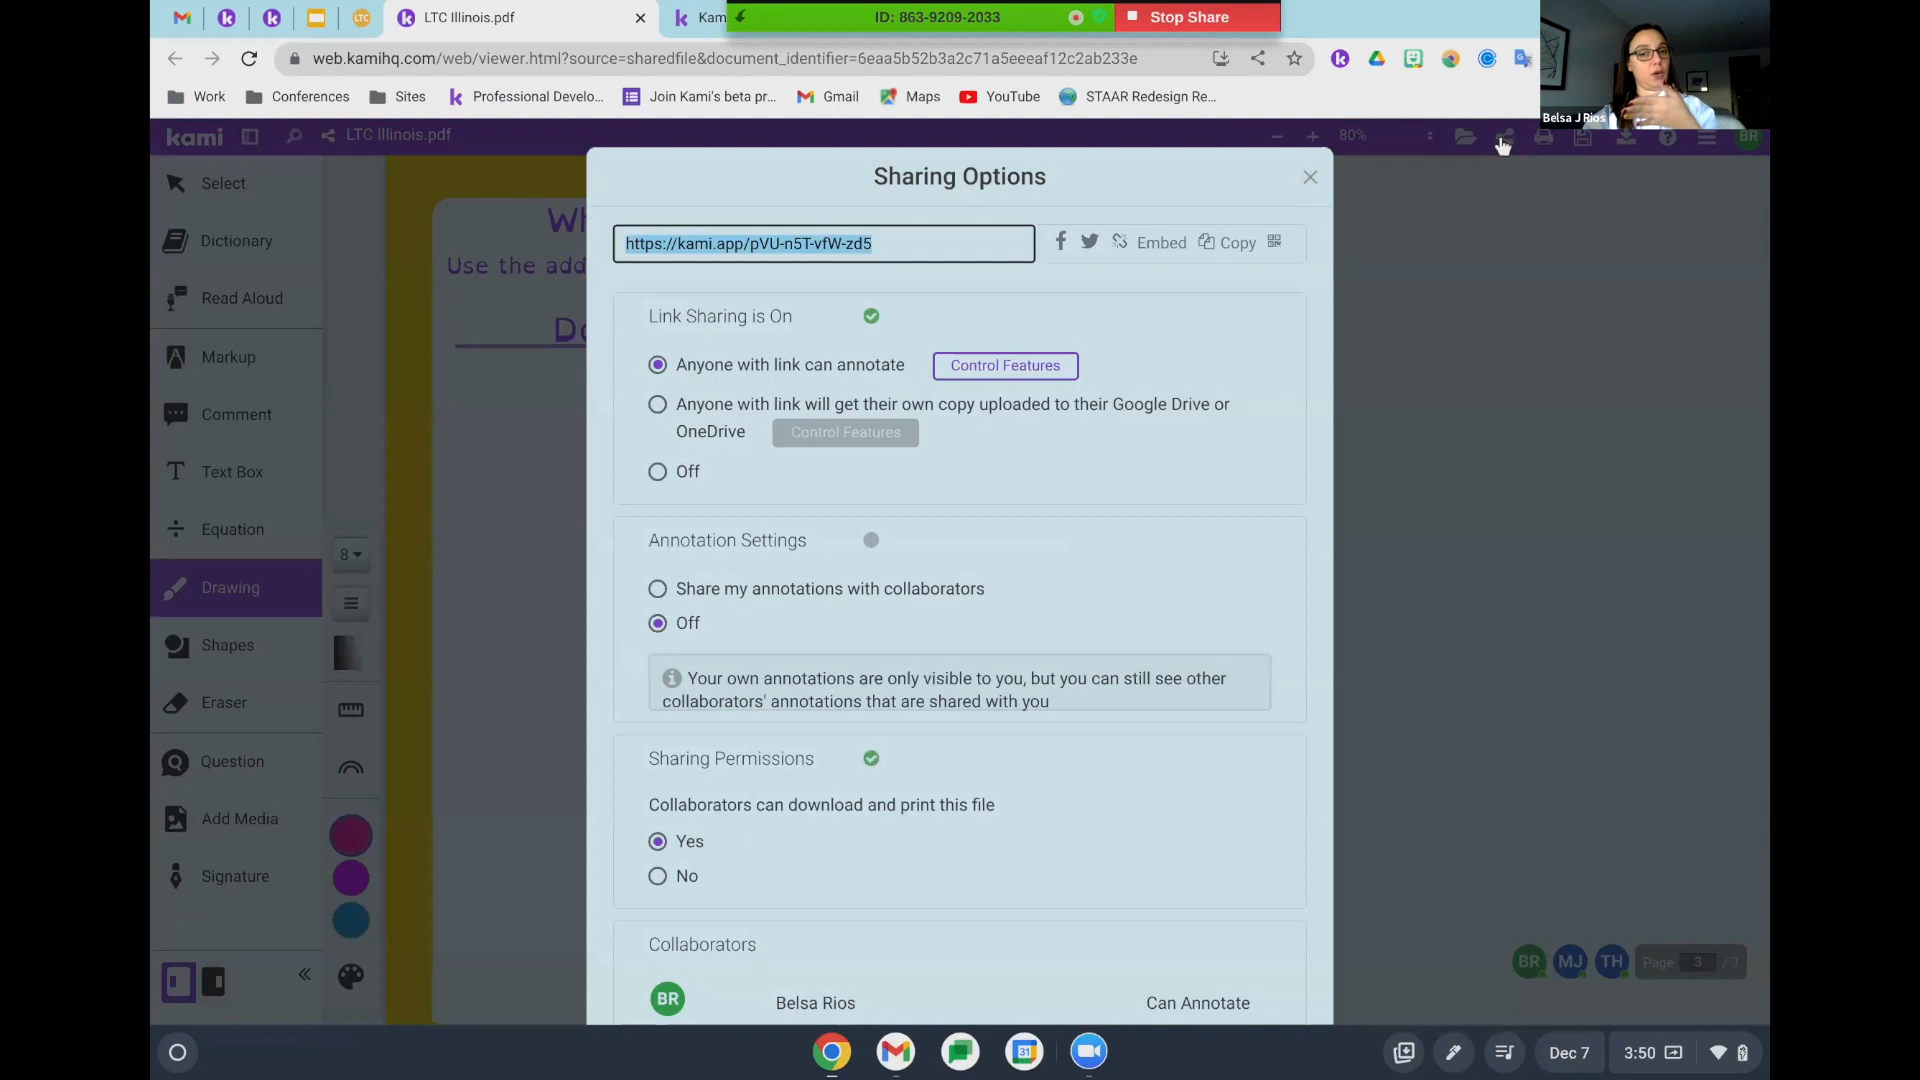 LTC Illinois.pdf
Kam
ID: 863-9209-2033
Stop Share
web.kamihq.com/web/viewer.html?source=sharedfile&document_identifier=6eaa5b52b3a2c71a5eeeaf12c2ab233e
Work
Conferences
Sites
Professional Develo...
Join Kami's beta pr...
Gmail
Maps
YouTube
STAAR Redesign Re...
Belsa J Rios
kami
LTC Illinois.pdf
80%
BR
Select
Dictionary
Read Aloud
Markup
Comment
Text Box
Equation
Drawing
Shapes
Eraser
Question
Add Media
Signature
8
Wh
Use the add
Do
Sharing Options
https://kami.app/pVU-n5T-vfW-zd5
Embed
Copy
Link Sharing is On
Anyone with link can annotate
Control Features
Anyone with link will get their own copy uploaded to their Google Drive or
OneDrive
Control Features
Off
Annotation Settings
Share my annotations with collaborators
Off
Your own annotations are only visible to you, but you can still see other
collaborators' annotations that are shared with you
Sharing Permissions
Collaborators can download and print this file
Yes
No
Collaborators
BR
Belsa Rios
Can Annotate
BR
MJ
TH
Page 3 / 3
31
Dec 7
3:50